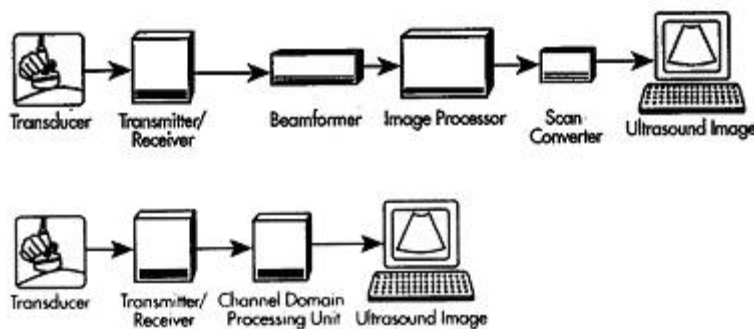 Transducer
Transmitter/
Receiver
Beamformer
Image Processor
Scan
Converter
Ultrasound Image
Transducer
Transmitter/
Receiver
Channel Domain
Processing Unit
Ultrasound Image